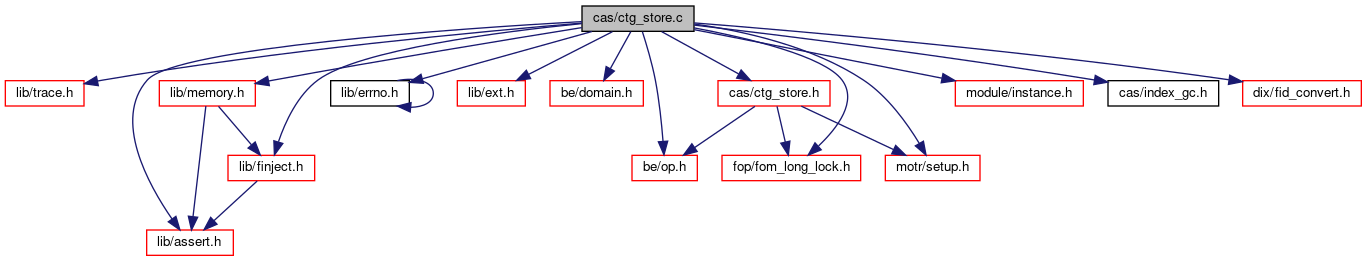 cas/ctg_store.c
lib/trace.h
lib/memory.h
lib/errno.h
lib/ext.h
be/domain.h
cas/ctg_store.h
module/instance.h
cas/index_gc.h
dix/fid_convert.h
lib/finject.h
be/op.h
fop/fom_long_lock.h
motr/setup.h
lib/assert.h